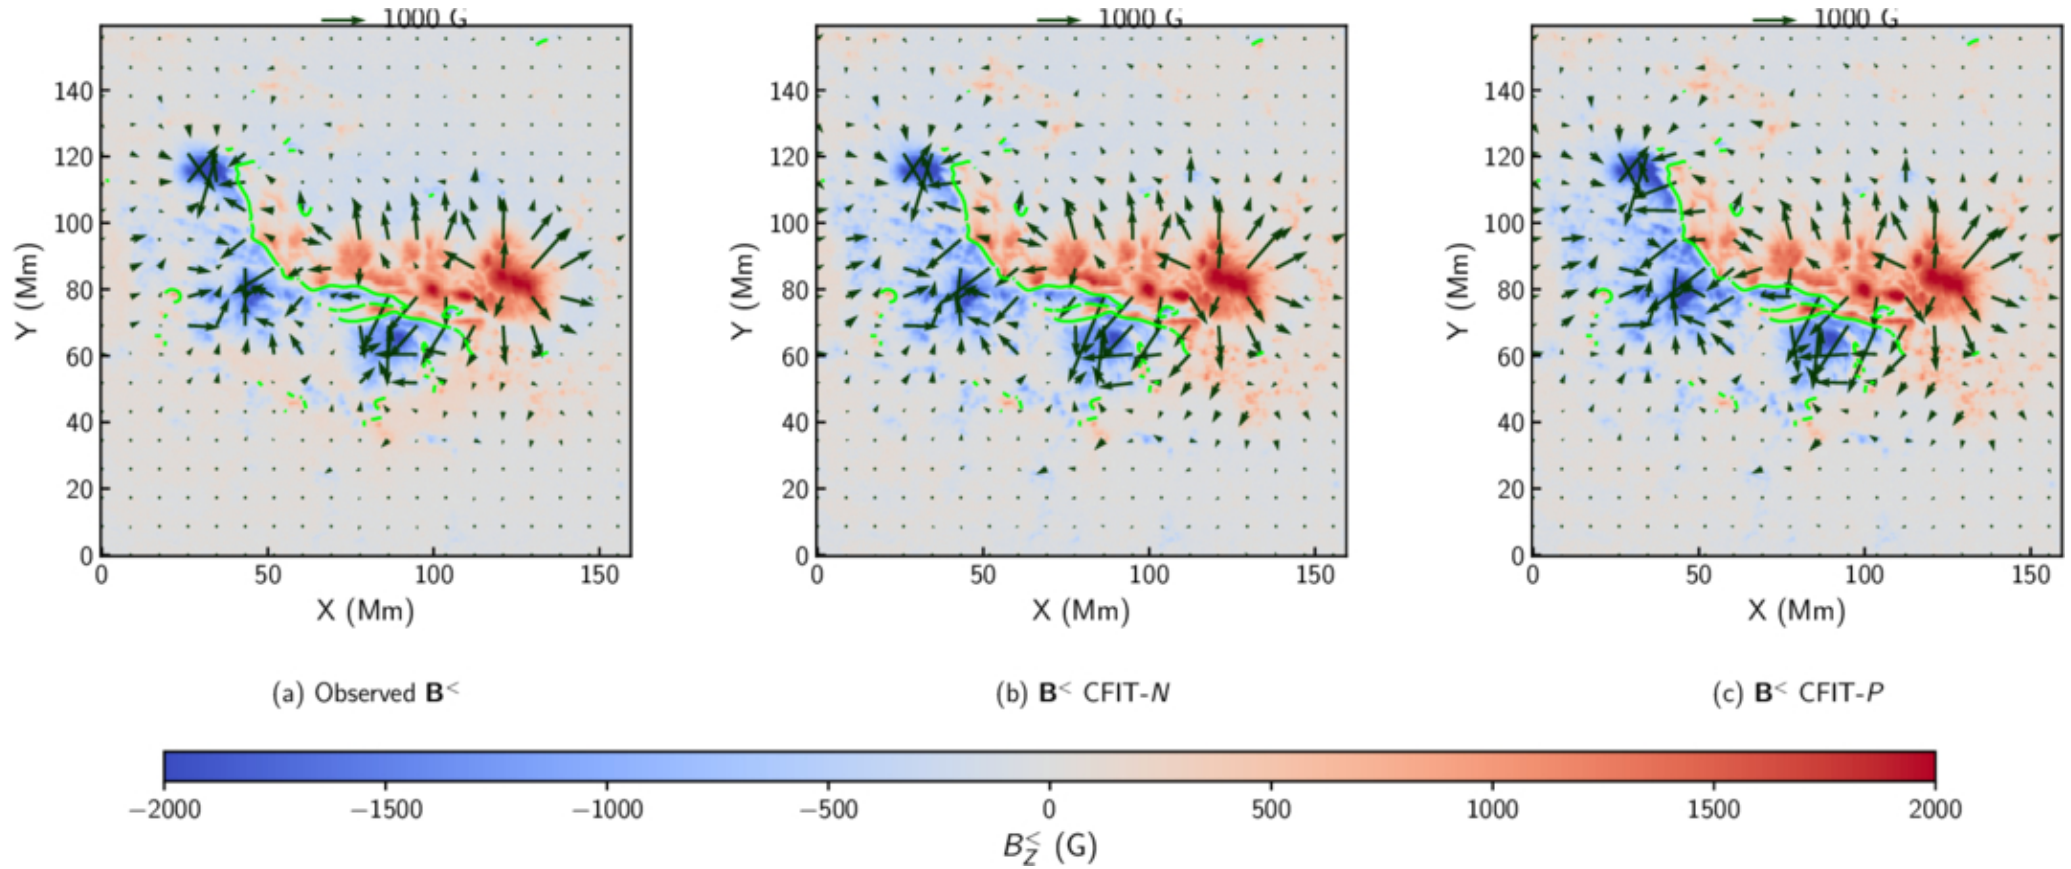 1000 G 1000 G 1000 G
140 140 140
120 120 120
100 100 100
Y (Mm) Y (Mm) Y (Mm)
80 80 80
60 60 60
40 40 40
20 20 20
0 0 0
0 50 100 150 0 50 100 150 0 50 100 150
X (Mm) X (Mm) X (Mm)
(a) Observed B< (b) B< CFIT-N (c) B< CFIT-P
−2000 −1500 −1000 −500 0 500 1000 1500 2000
B<Z (G)